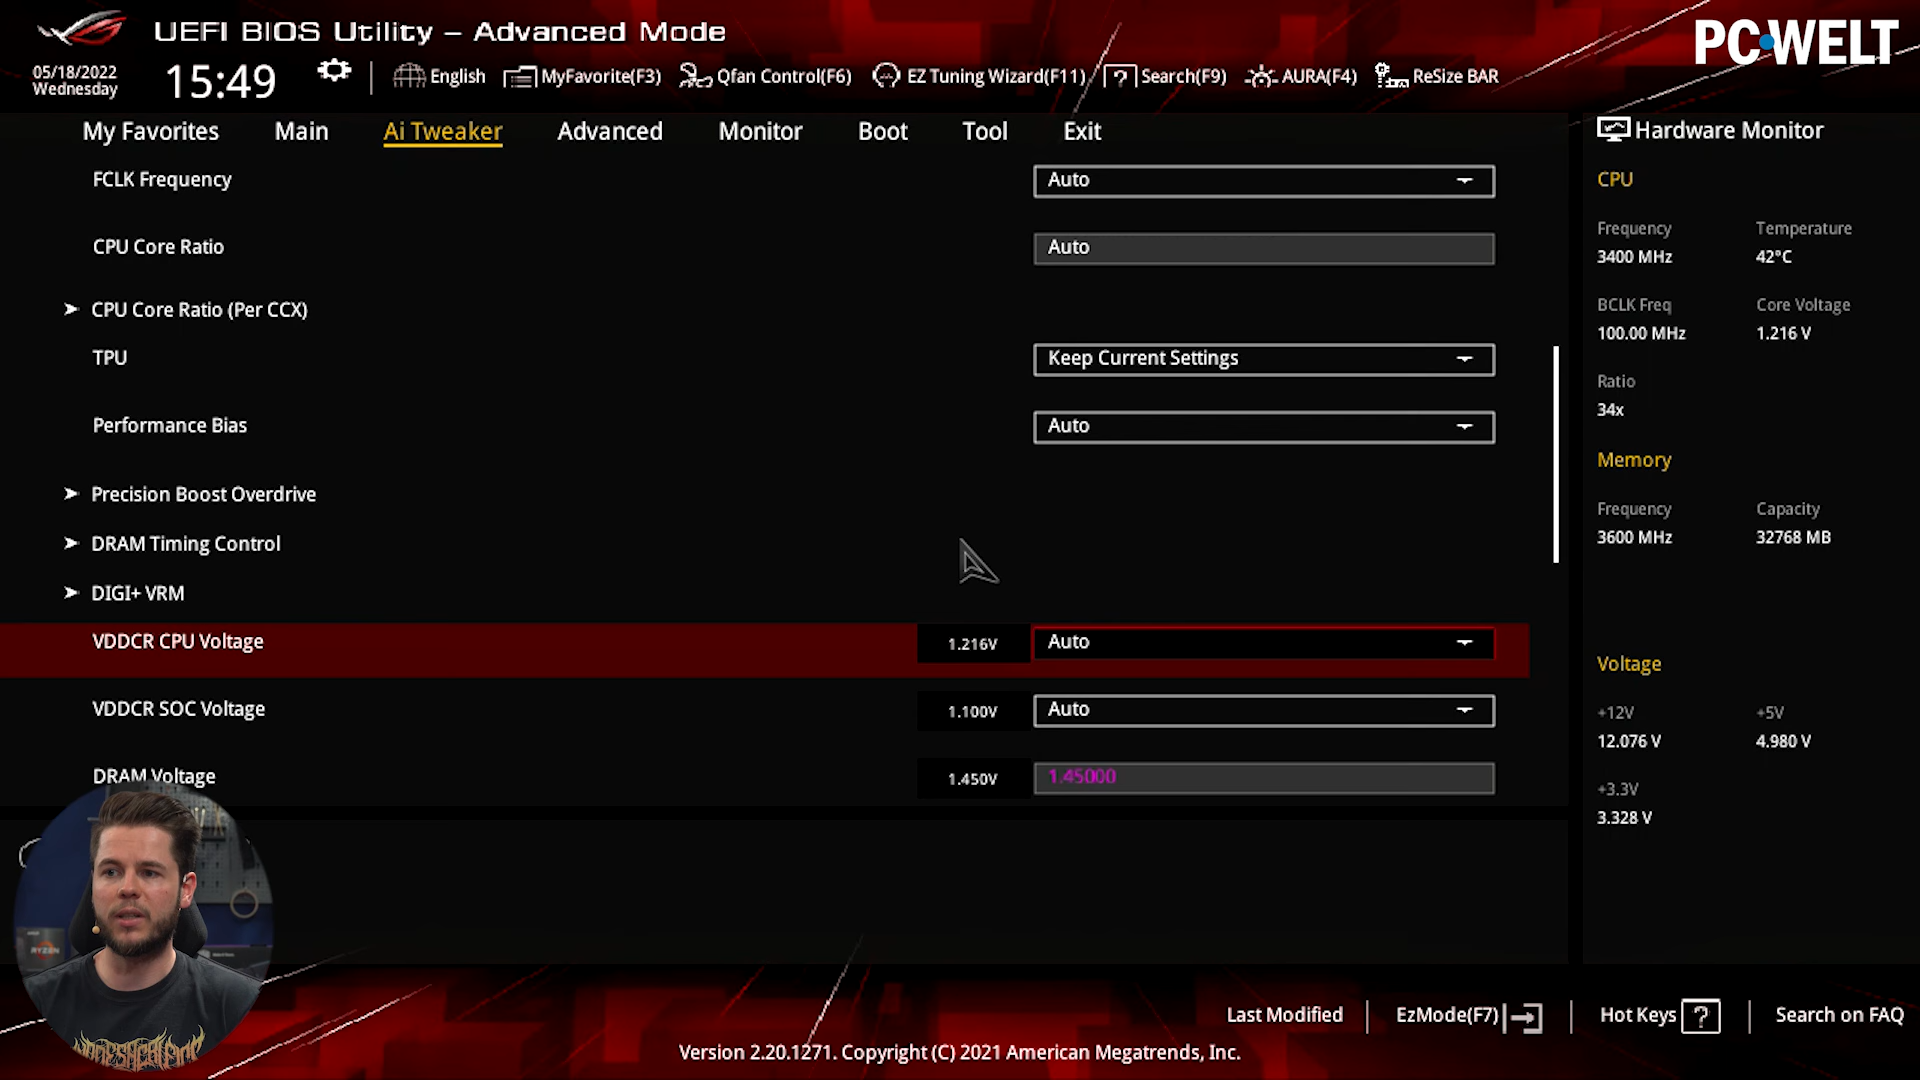 UEFI BIOS Utility – Advanced Mode
PC WELT
05/18/2022
Wednesday
15:49
English
MyFavorite(F3)
Qfan Control(F6)
EZ Tuning Wizard(F11)
Search(F9)
AURA(F4)
ReSize BAR
My Favorites
Main
Ai Tweaker
Advanced
Monitor
Boot
Tool
Exit
FCLK Frequency
Auto
CPU Core Ratio
Auto
CPU Core Ratio (Per CCX)
TPU
Keep Current Settings
Performance Bias
Auto
Precision Boost Overdrive
DRAM Timing Control
DIGI+ VRM
VDDCR CPU Voltage
1.216V
Auto
VDDCR SOC Voltage
1.100V
Auto
DRAM Voltage
1.450V
1.45000
Hardware Monitor
CPU
Frequency
Temperature
3400 MHz
42°C
BCLK Freq
Core Voltage
100.00 MHz
1.216 V
Ratio
34x
Memory
Frequency
Capacity
3600 MHz
32768 MB
Voltage
+12V
+5V
12.076 V
4.980 V
+3.3V
3.328 V
RYZEN
Last Modified
EzMode(F7)
Hot Keys ?
Search on FAQ
Version 2.20.1271. Copyright (C) 2021 American Megatrends, Inc.